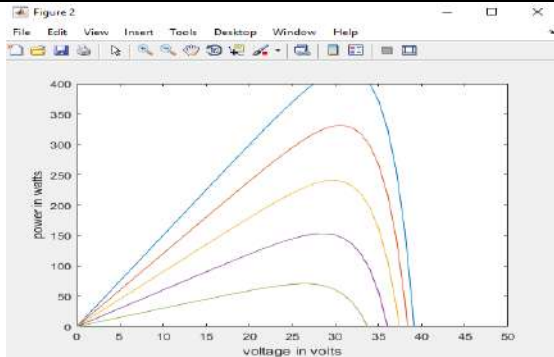 Figure 2
File Edit View Insert Tools Desktop Window Help
400
350
300
250
200
150
100
50
0
power in watts
0 5 10 15 20 25 30 35 40 45 50
voltage in volts